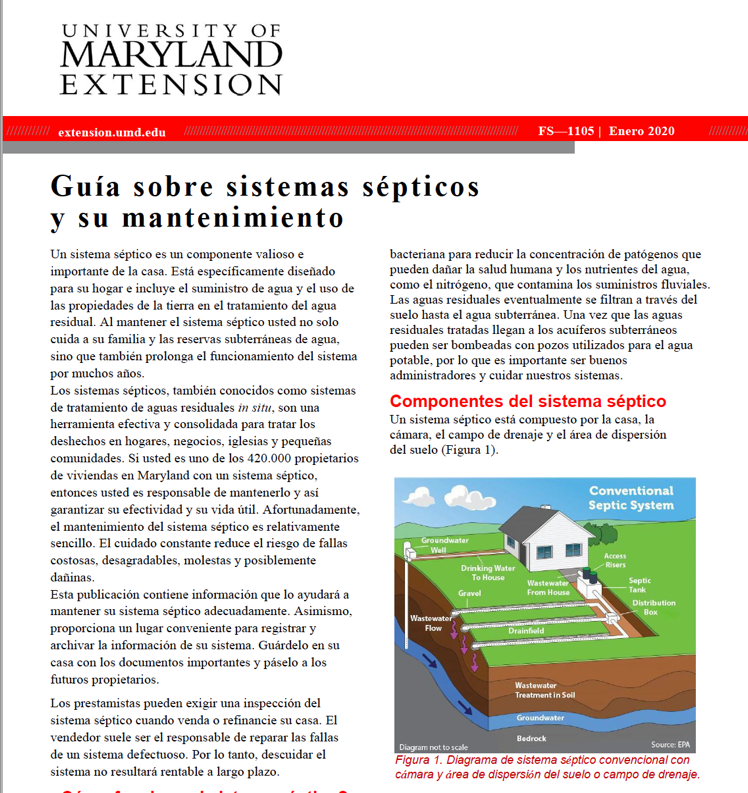 UNIVERSITY OF
MARYLAND
EXTENSION
extension.umd.edu
FS—1105 | Enero 2020
Guía sobre sistemas sépticos
y su mantenimiento
Un sistema séptico es un componente valioso e
importante de la casa. Está específicamente diseñado
para su hogar e incluye el suministro de agua y el uso de
las propiedades de la tierra en el tratamiento del agua
residual. Al mantener el sistema séptico usted no solo
cuida a su familia y las reservas subterráneas de agua,
sino que también prolonga el funcionamiento del sistema
por muchos años.
Los sistemas sépticos, también conocidos como sistemas
de tratamiento de aguas residuales in situ, son una
herramienta efectiva y consolidada para tratar los
deshechos en hogares, negocios, iglesias y pequeñas
comunidades. Si usted es uno de los 420.000 propietarios
de viviendas en Maryland con un sistema séptico,
entonces usted es responsable de mantenerlo y así
garantizar su efectividad y su vida útil. Afortunadamente,
el mantenimiento del sistema séptico es relativamente
sencillo. El cuidado constante reduce el riesgo de fallas
costosas, desagradables, molestas y posiblemente
dañinas.
Esta publicación contiene información que lo ayudará a
mantener su sistema séptico adecuadamente. Asimismo,
proporciona un lugar conveniente para registrar y
archivar la información de su sistema. Guárdelo en su
casa con los documentos importantes y páselo a los
futuros propietarios.
Los prestamistas pueden exigir una inspección del
sistema séptico cuando venda o refinancie su casa. El
vendedor suele ser el responsable de reparar las fallas
de un sistema defectuoso. Por lo tanto, descuidar el
sistema no resultará rentable a largo plazo.
bacteriana para reducir la concentración de patógenos que
pueden dañar la salud humana y los nutrientes del agua,
como el nitrógeno, que contamina los suministros fluviales.
Las aguas residuales eventualmente se filtran a través del
suelo hasta el agua subterránea. Una vez que las aguas
residuales tratadas llegan a los acuíferos subterráneos
pueden ser bombeadas con pozos utilizados para el agua
potable, por lo que es importante ser buenos
administradores y cuidar nuestros sistemas.
Componentes del sistema séptico
Un sistema séptico está compuesto por la casa, la
cámara, el campo de drenaje y el área de dispersión
del suelo (Figura 1).
Conventional
Septic System
Groundwater
Well
Drinking Water
To House
Wastewater
From House
Access
Risers
Septic
Tank
Distribution
Box
Gravel
Wastewater
Flow
Drainfield
Wastewater
Treatment in Soil
Groundwater
Bedrock
Diagram not to scale
Source: EPA
Figura 1. Diagrama de sistema séptico convencional con
cámara y área de dispersión del suelo o campo de drenaje.